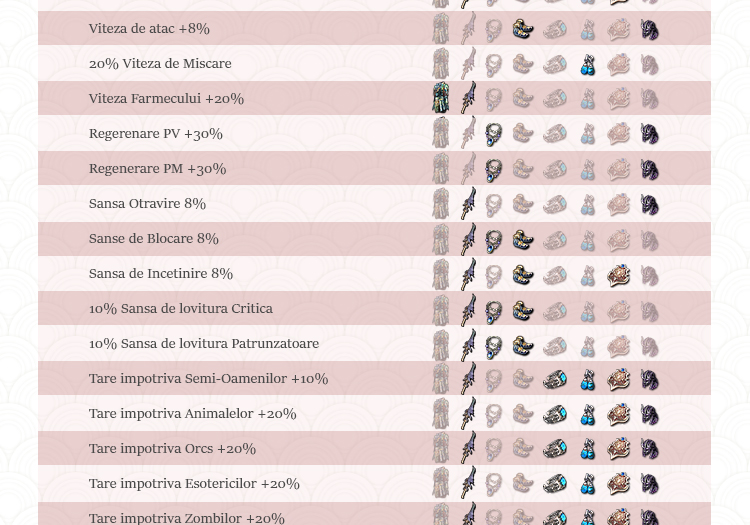 Viteza de atac +8%
20% Viteza de Miscare
Viteza Farmecului +20%
Regerenare PV +30%
Regenerare PM +30%
Sansa Otravire 8%
Sanse de Blocare 8%
Sansa de Incetinire 8%
10% Sansa de lovitura Critica
10% Sansa de lovitura Patrunzatoare
Tare impotriva Semi-Oamenilor +10%
Tare impotriva Animalelor +20%
Tare impotriva Orcs +20%
Tare impotriva Esotericilor +20%
Tare impotriva Zombilor +20%